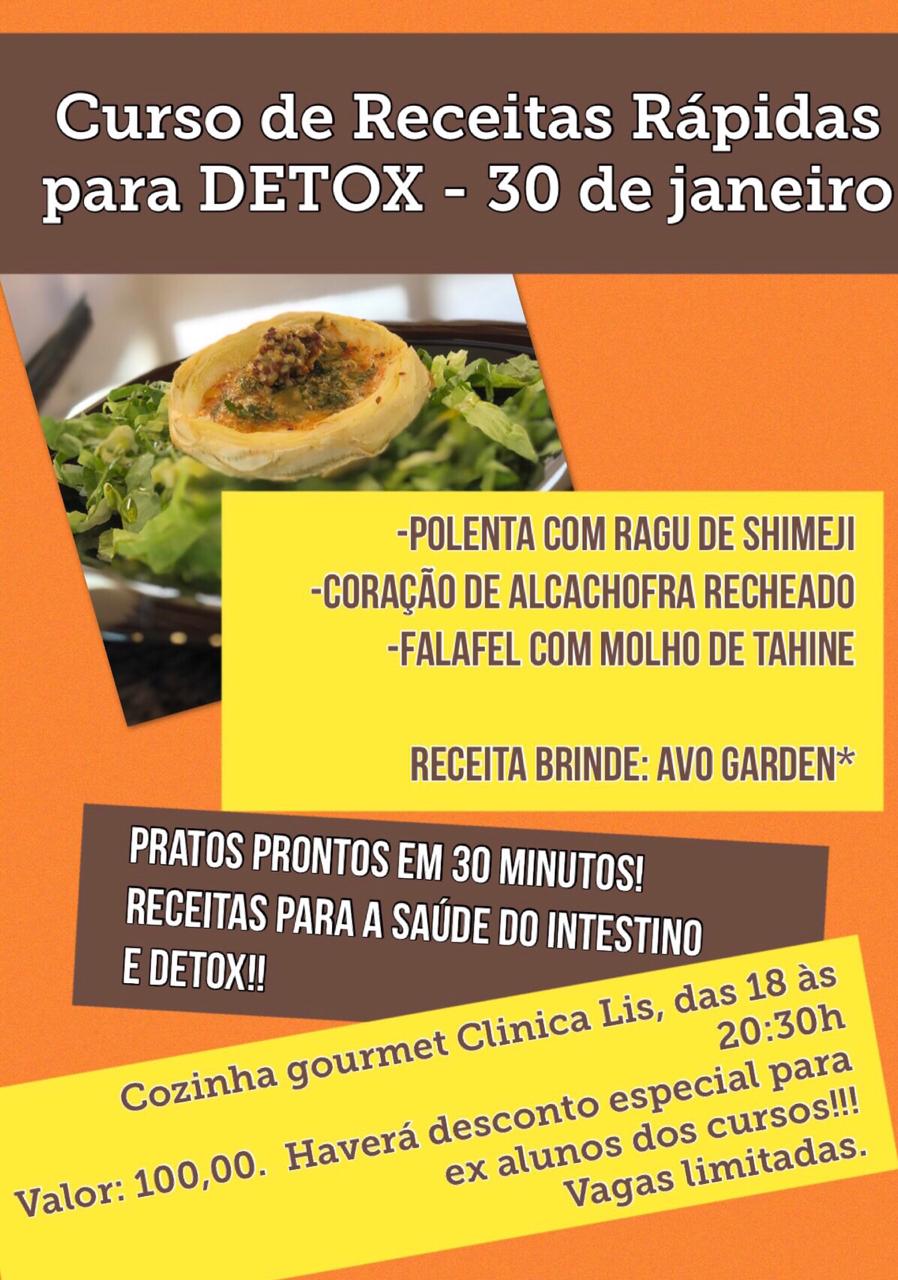 Curso de Receitas Rápidas
para DETOX - 30 de janeiro
-POLENTA COM RAGU DE SHIMEJI
-CORAÇÃO DE ALCACHOFRA RECHEADO
-FALAFEL COM MOLHO DE TAHINE
RECEITA BRINDE: AVO GARDEN*
PRATOS PRONTOS EM 30 MINUTOS!
RECEITAS PARA A SAÚDE DO INTESTINO
E DETOX!!
Cozinha gourmet Clinica Lis, das 18 às
20:30h
Valor: 100,00. Haverá desconto especial para
ex alunos dos cursos!!!
Vagas limitadas.